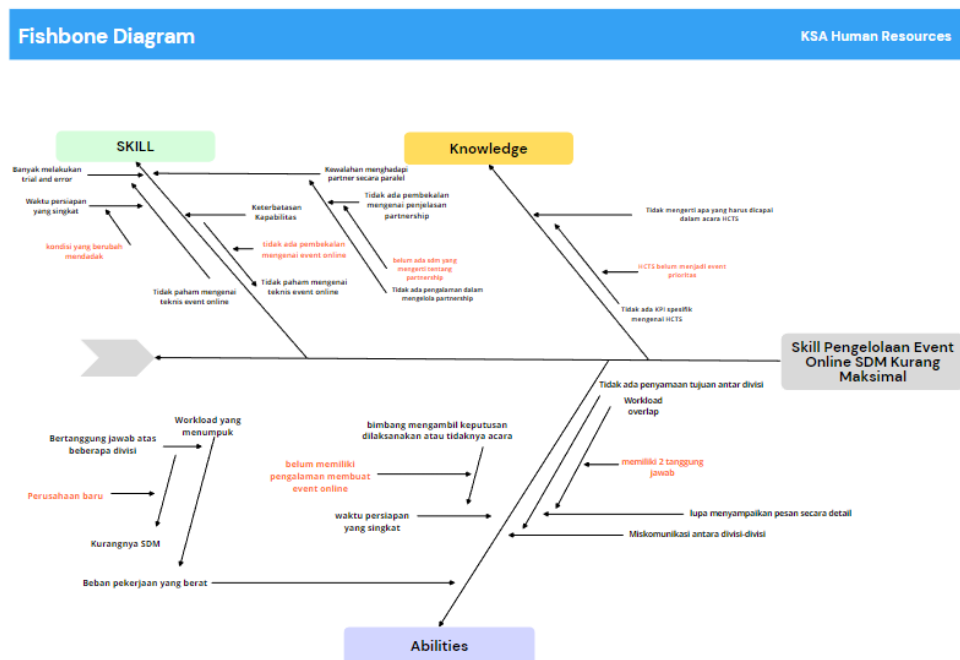 Fishbone Diagram
KSA Human Resources
SKILL
Knowledge
Banyak melakukan
trial and error
Kewalahan menghadapi
partner secara paralel
Waktu persiapan
yang singkat
Keterbatasan
Kapabilitas
Tidak ada pembekalan
mengenai penjelasan
partnership
Tidak mengerti apa yang harus dicapai
dalam acara HCTS
kondisi yang berubah
mendadak
tidak ada pembekalan
mengenai event online
belum ada sdm yang
mengerti tentang
partnership
HCTS belum menjadi event
prioritas
Tidak paham mengenai
teknis event online
Tidak paham mengenai
teknis event online
Tidak ada pengalaman dalam
mengelola partnership
Tidak ada KPI spesifik
mengenai HCTS
Skill Pengelolaan Event
Online SDM Kurang
Maksimal
Tidak ada penyamaan tujuan antar divisi
Workload
overlap
Workload yang
menumpuk
bimbang mengambil keputusan
dilaksanakan atau tidaknya acara
Bertanggung jawab atas
beberapa divisi
belum memiliki
pengalaman membuat
event online
memiliki 2 tanggung
jawab
Perusahaan baru
waktu persiapan
yang singkat
lupa menyampaikan pesan secara detail
Kurangnya SDM
Miskomunikasi antara divisi-divisi
Beban pekerjaan yang berat
Abilities